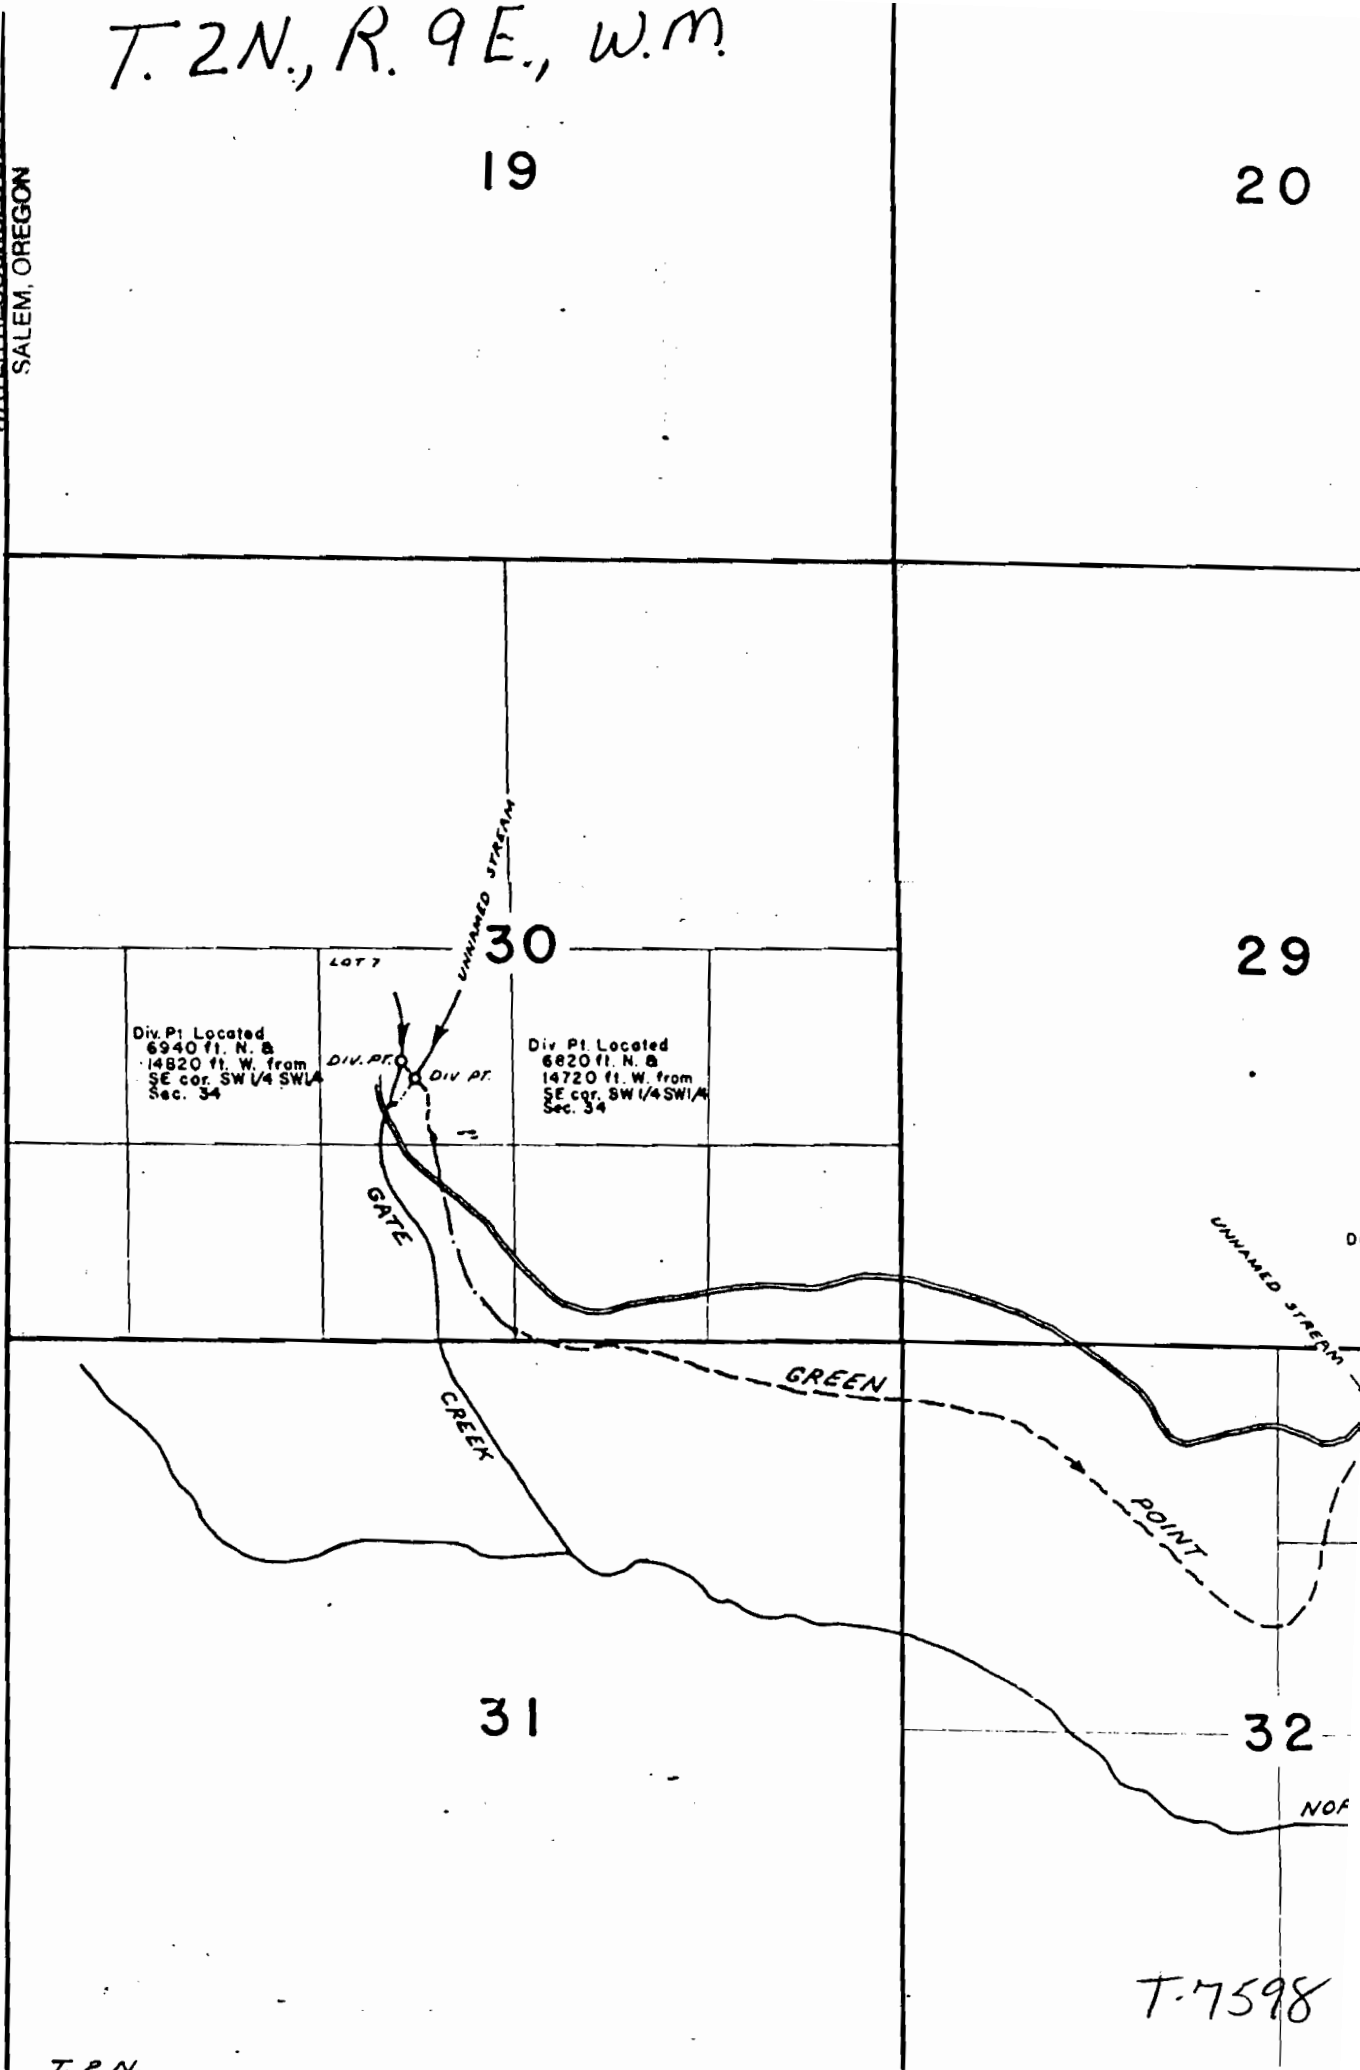 T. 2N., R. 9E., W.M.
SALEM, OREGON
19
20
UNNAMED STREAM
30
29
LOT 7
Div. Pt Located
6940 ft. N. &
14820 ft. W. from
SE cor. SW 1/4 SW1/4
Sec. 34
DIV. PT.
DIV PT.
Div Pt. Located
6820 ft. N. &
14720 ft. W. from
SE cor. SW 1/4 SW1/4
Sec. 34
GATE
CREEK
UNNAMED STREAM
GREEN
POINT
31
32
T-7598